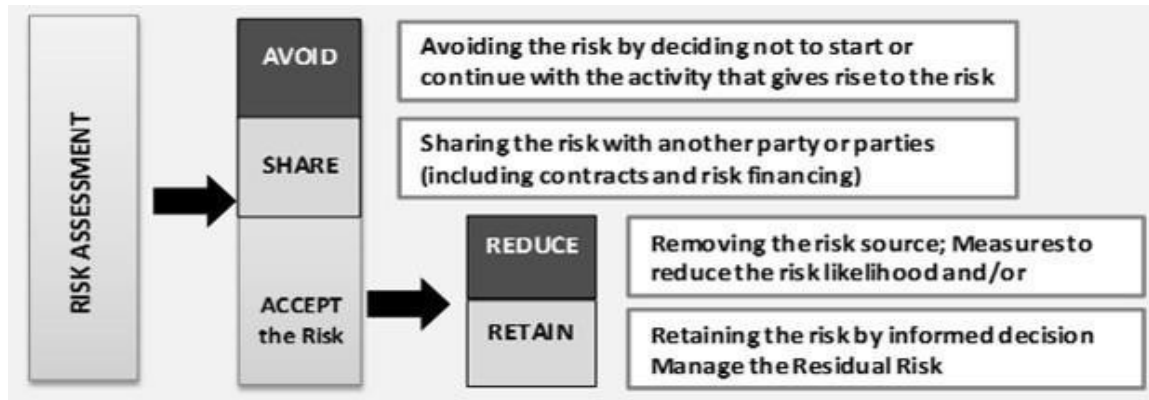 RISK ASSESSMENT
AVOID
Avoiding the risk by deciding not to start or
continue with the activity that gives rise to the risk
SHARE
Sharing the risk with another party or parties
(including contracts and risk financing)
ACCEPT
the Risk
REDUCE
Removing the risk source; Measures to
reduce the risk likelihood and/or
RETAIN
Retaining the risk by informed decision
Manage the Residual Risk